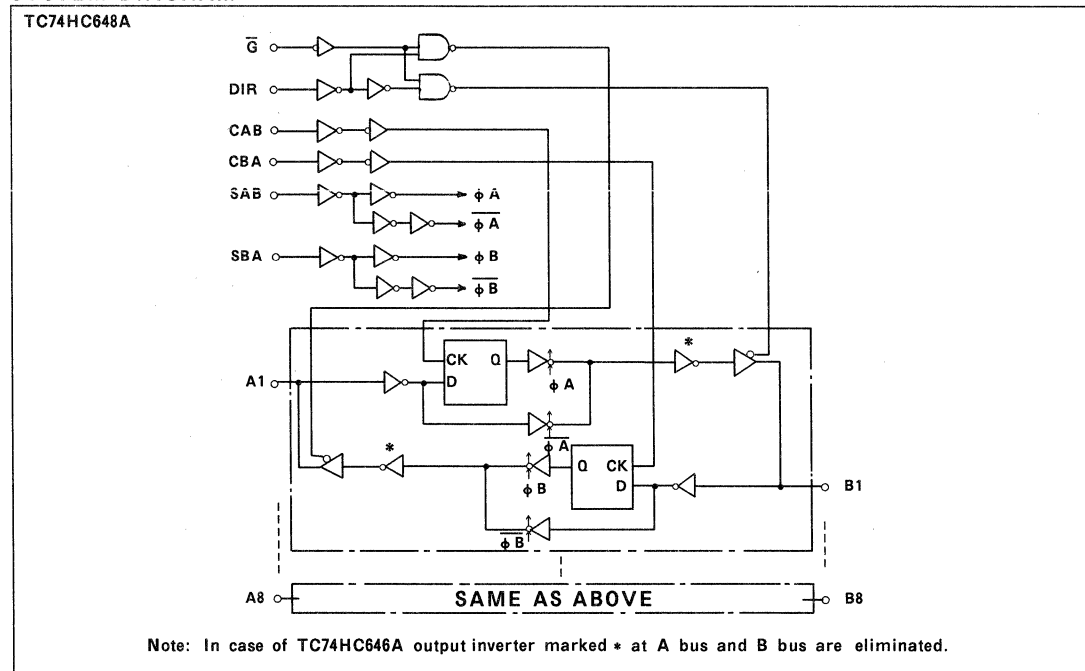 TC74HC648A
G̅
DIR
CAB
CBA
SAB
ϕ A
ϕ A̅
SBA
ϕ B
ϕ B̅
*
CK Q
D
ϕ A
A1
ϕ A̅
*
Q CK
D
ϕ B
B1
ϕ B̅
A8
SAME AS ABOVE
B8
Note: In case of TC74HC646A output inverter marked * at A bus and B bus are eliminated.